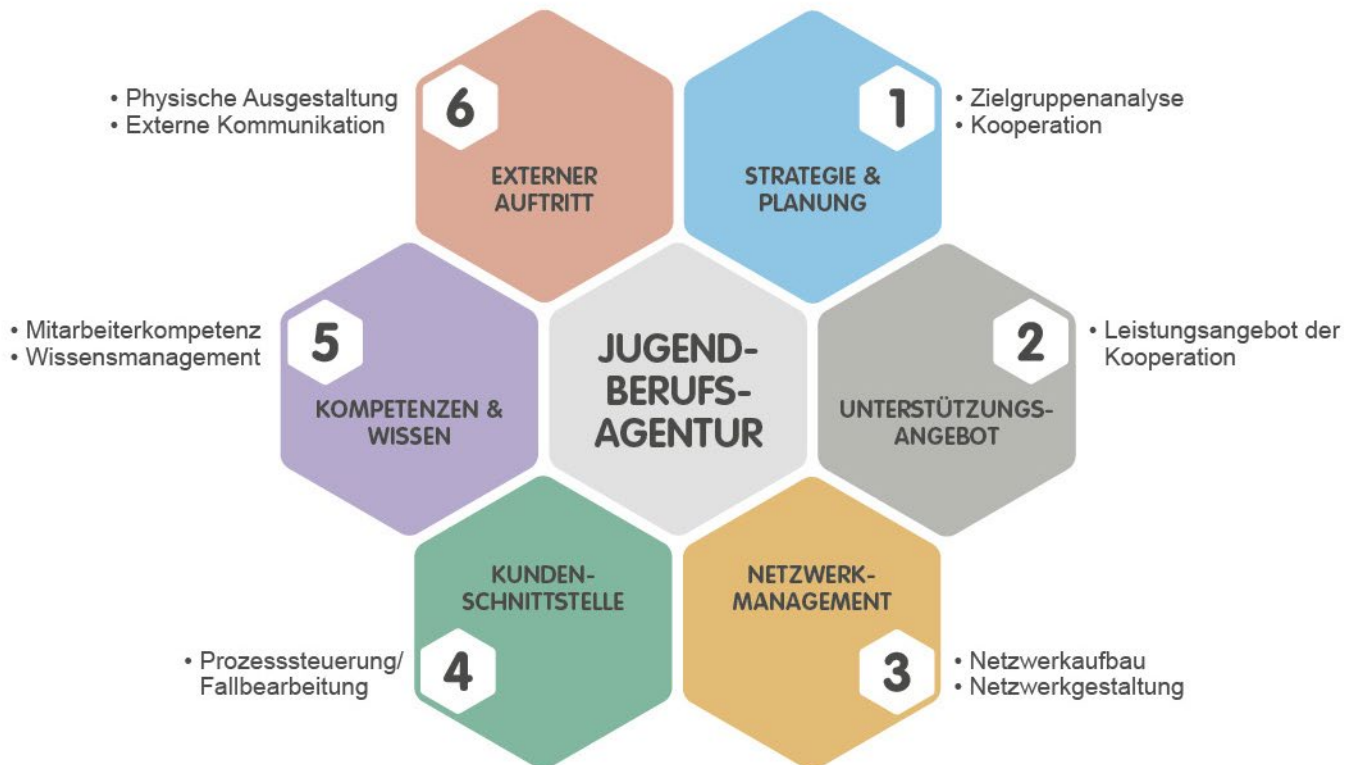 JUGEND-
BERUFS-
AGENTUR
1
STRATEGIE &
PLANUNG
• Zielgruppenanalyse
• Kooperation
2
UNTERSTÜTZUNGS-
ANGEBOT
• Leistungsangebot der
Kooperation
3
NETZWERK-
MANAGEMENT
• Netzwerkaufbau
• Netzwerkgestaltung
4
KUNDEN-
SCHNITTSTELLE
• Prozesssteuerung/
Fallbearbeitung
5
KOMPETENZEN &
WISSEN
• Mitarbeiterkompetenz
• Wissensmanagement
6
EXTERNER
AUFTRITT
• Physische Ausgestaltung
• Externe Kommunikation